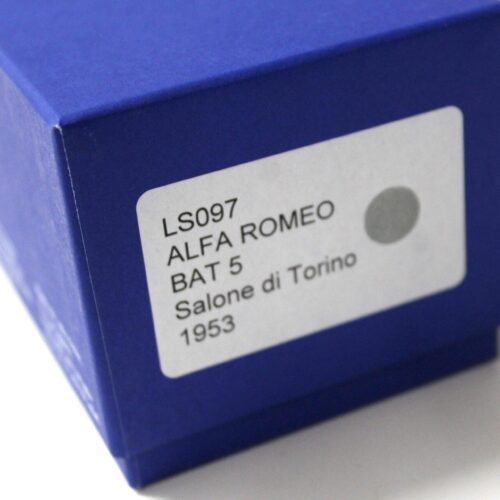 LS097
ALFA ROMEO
BAT 5
Salone di Torino
1953